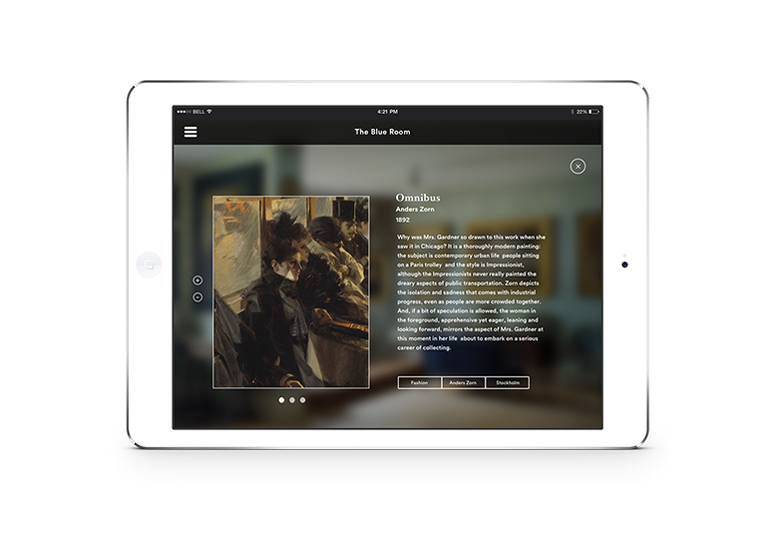 BELL
4:21 PM
22%
The Blue Room
Omnibus
Anders Zorn
1892
Why was Mrs. Gardner so drawn to this work when she
saw it in Chicago? It is a thoroughly modern painting:
the subject is contemporary urban life people sitting
on a Paris trolley and the style is Impressionist,
although the Impressionists never really painted the
dreary aspects of public transportation. Zorn depicts
the isolation and sadness that comes with industrial
progress, even as people are more crowded together.
And, if a bit of speculation is allowed, the woman in
the foreground, apprehensive yet eager, leaning and
looking forward, mirrors the aspect of Mrs. Gardner at
this moment in her life about to embark on a serious
career of collecting.
Fashion
Anders Zorn
Stockholm